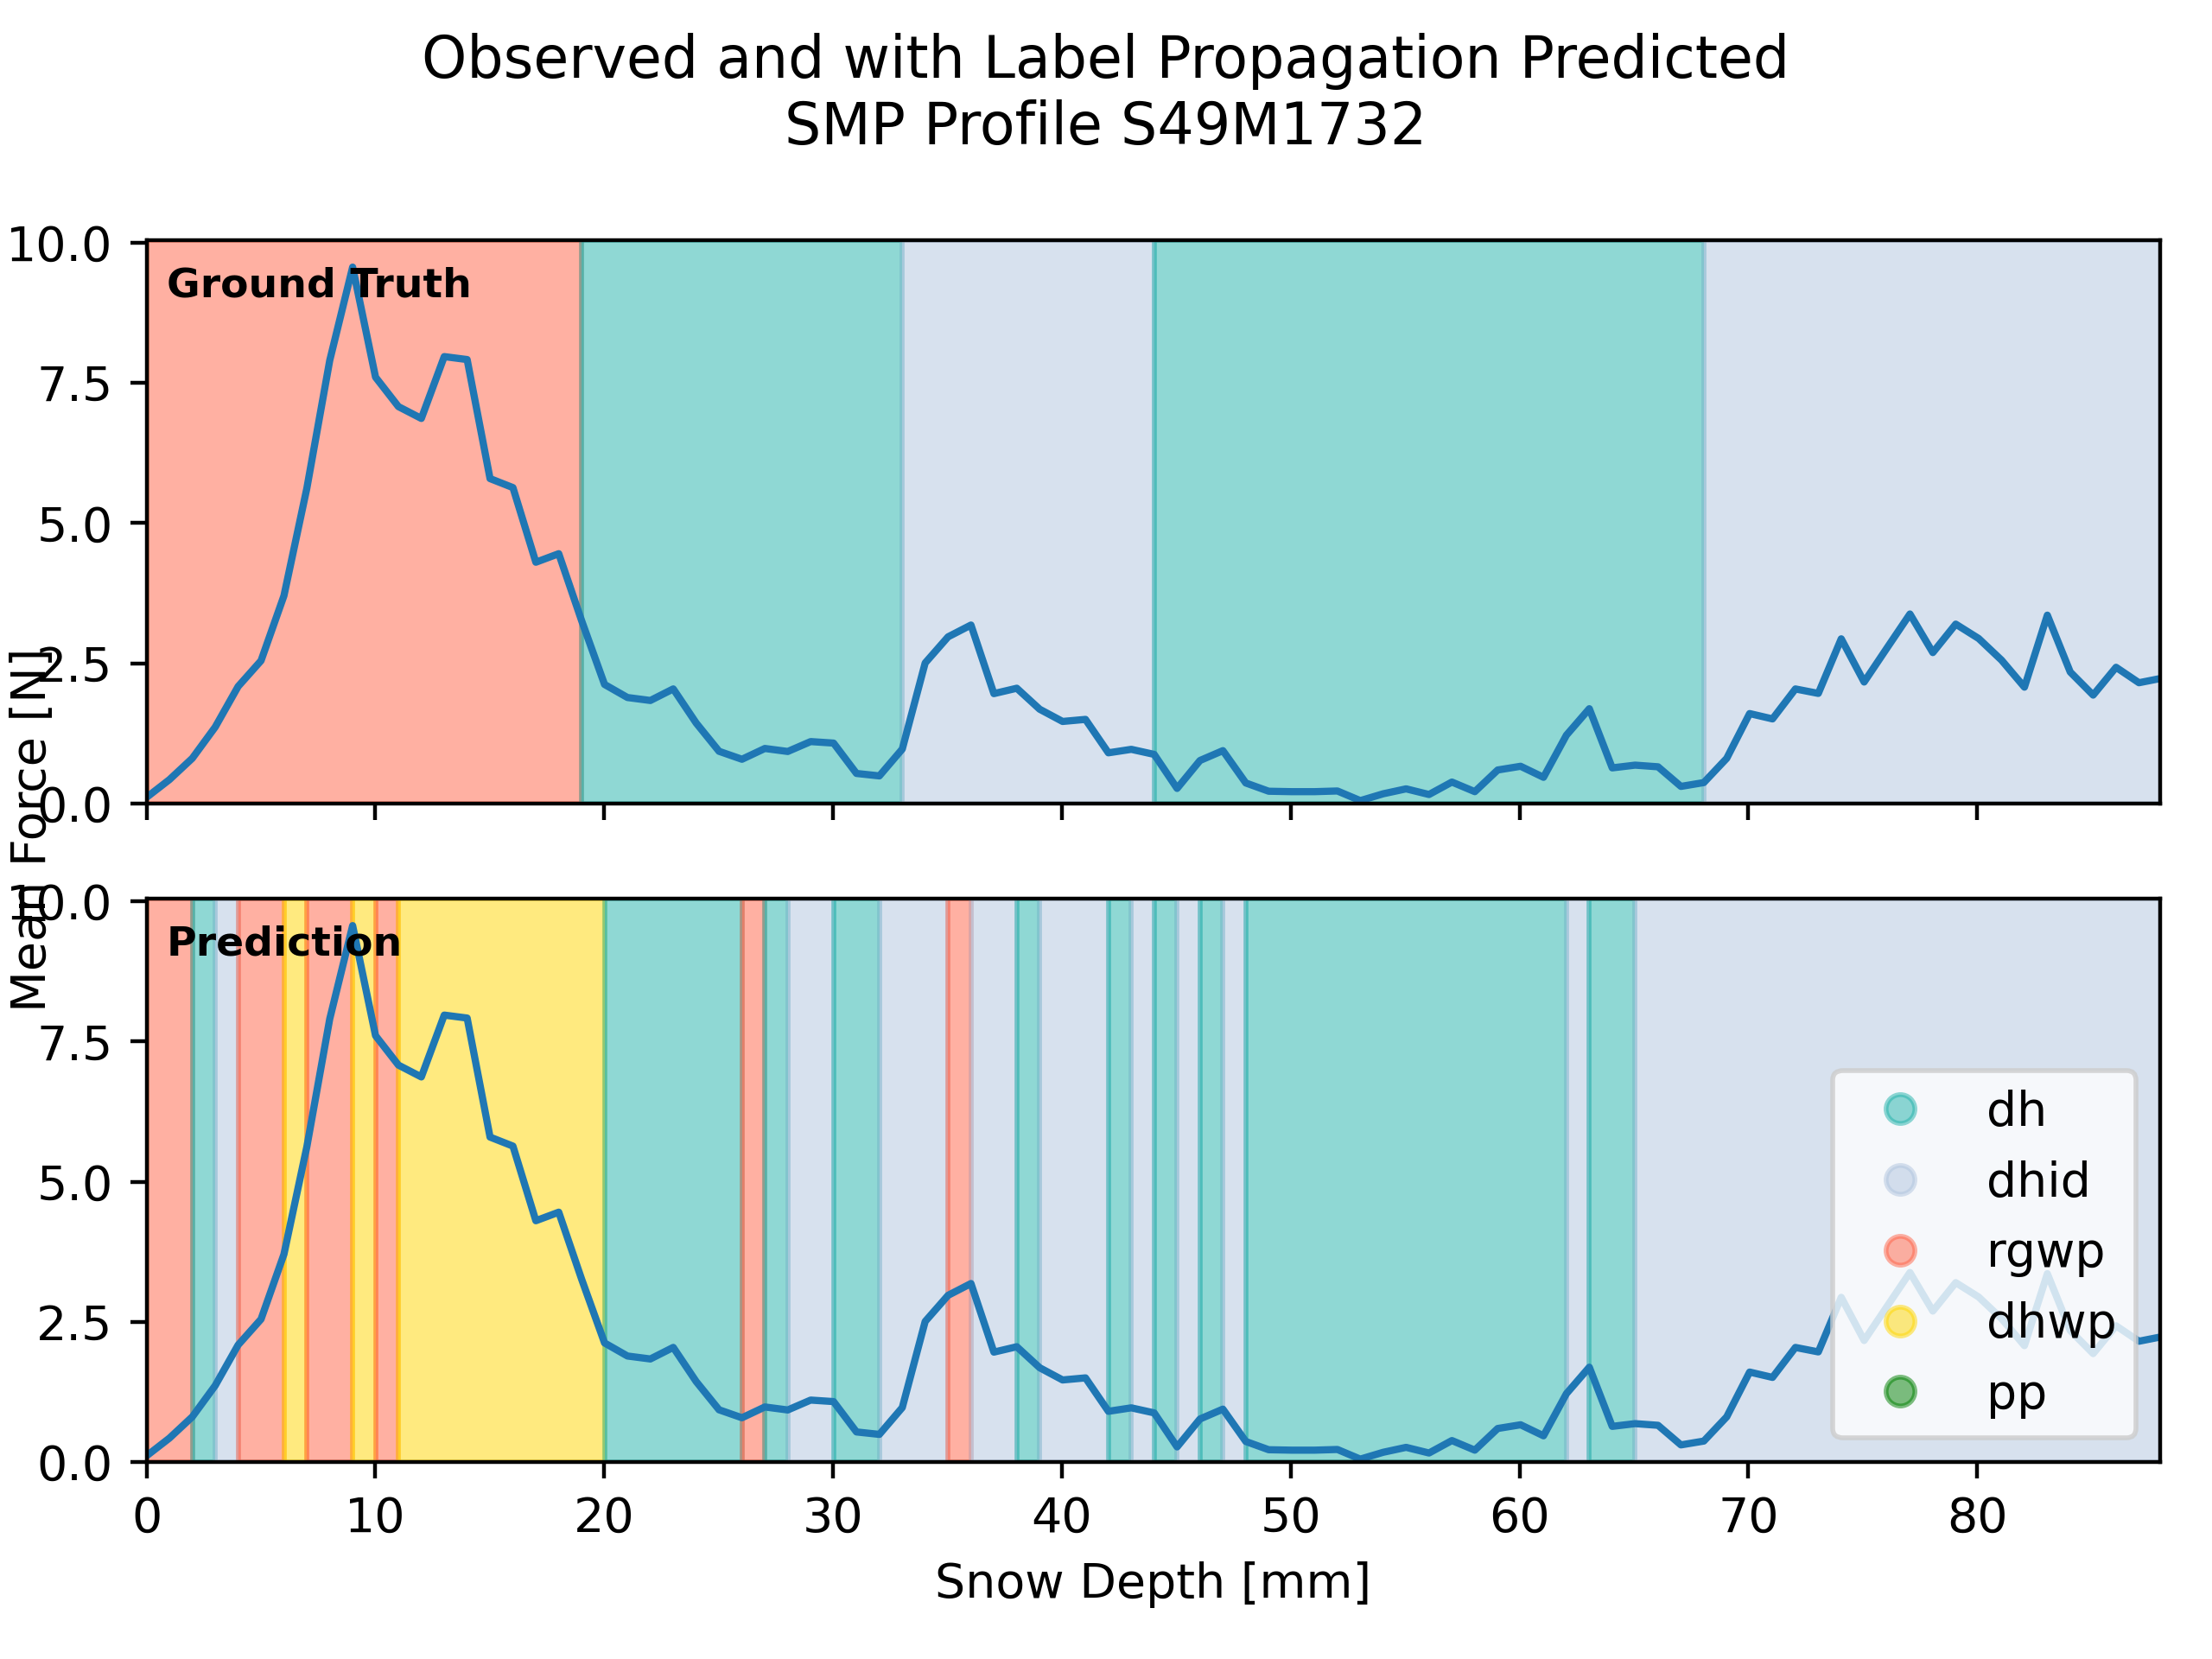 Observed and with Label Propagation Predicted
SMP Profile S49M1732
10.0
7.5
5.0
2.5
0.0
Ground Truth
Mean Force [N]
10.0
7.5
5.0
2.5
0.0
Prediction
dh
dhid
rgwp
dhwp
pp
0 10 20 30 40 50 60 70 80
Snow Depth [mm]